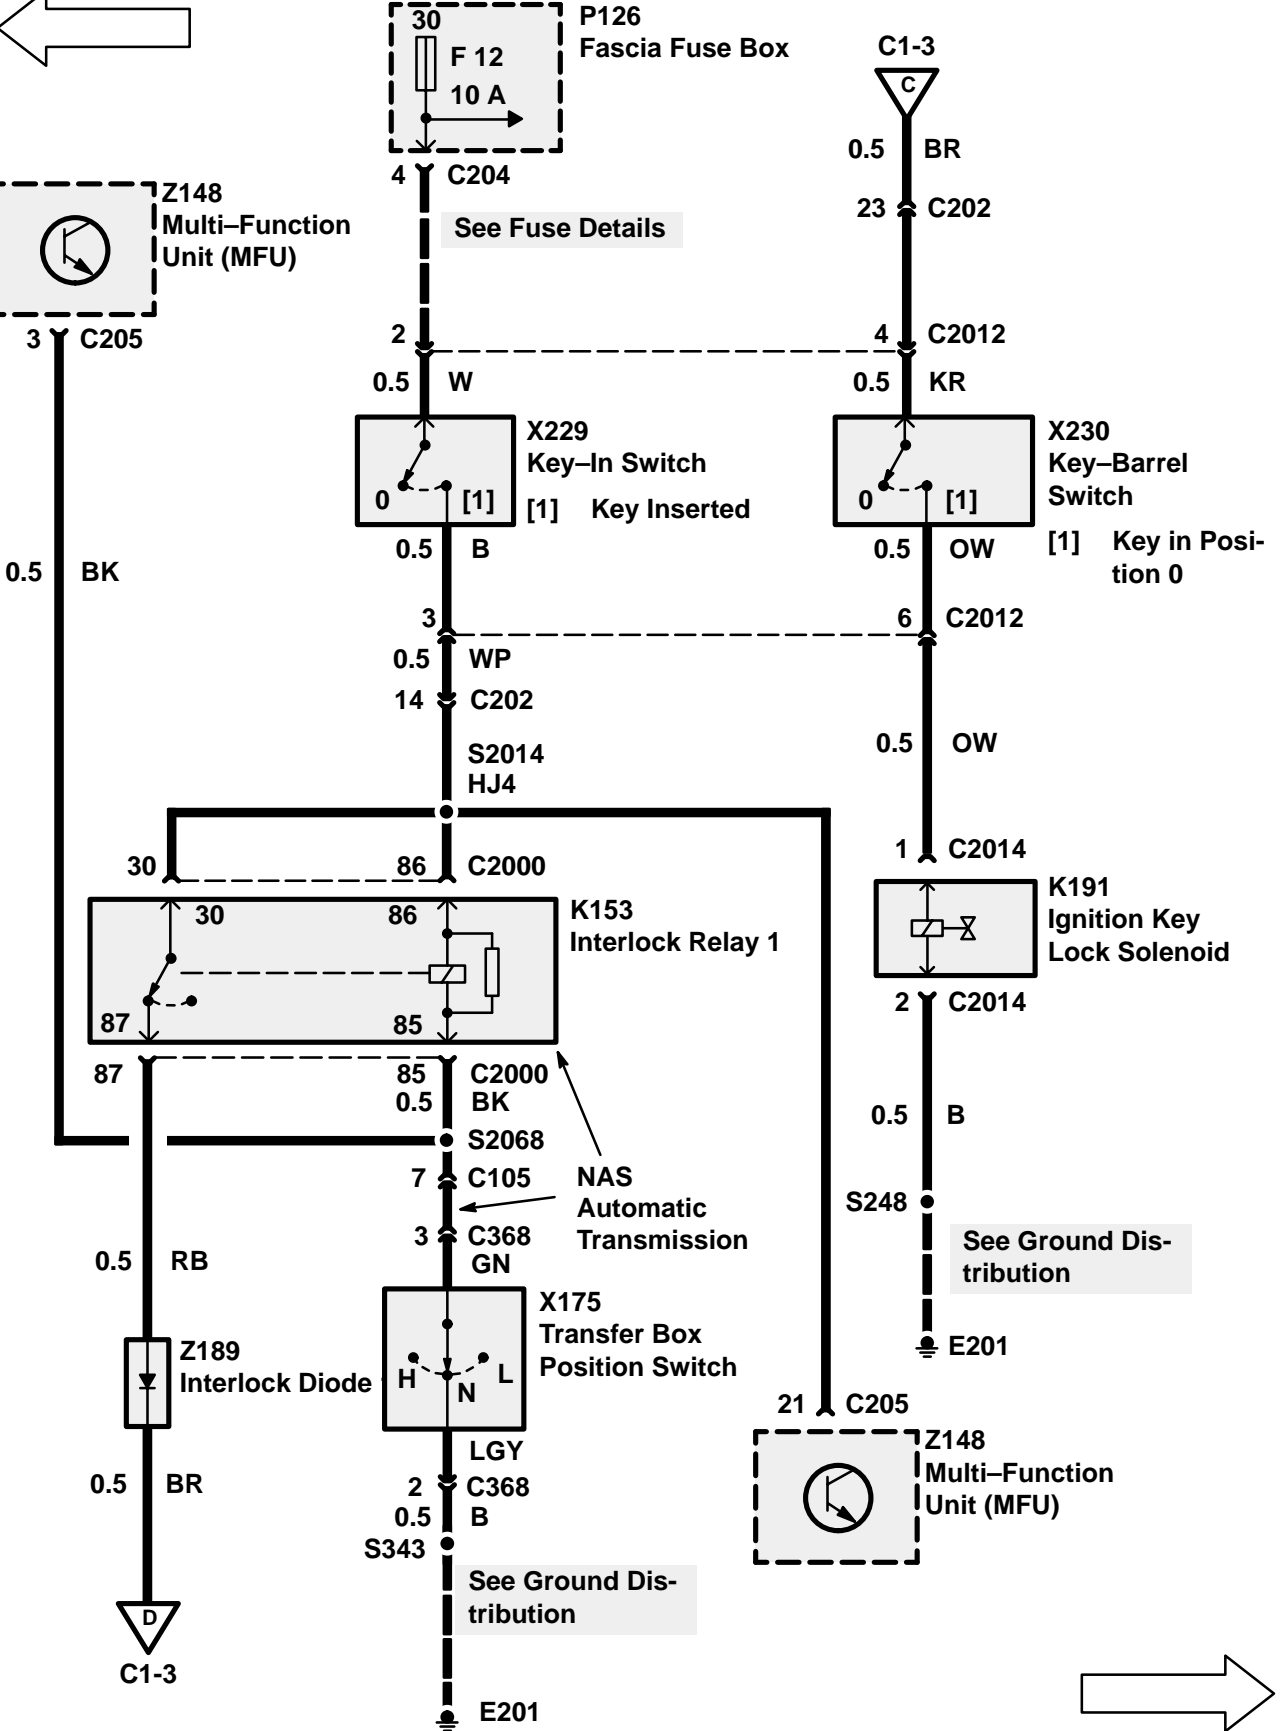 30
F 12
10 A
P126
Fascia Fuse Box
C1-3
C
0.5 BR
4 C204
23 C202
See Fuse Details
Z148
Multi–Function
Unit (MFU)
3 C205
2
4 C2012
0.5 W
0.5 KR
X229
Key–In Switch
0 [1]
[1] Key Inserted
X230
Key–Barrel
Switch
0 [1]
[1] Key in Posi-
tion 0
0.5 B
0.5 OW
0.5 BK
3
6 C2012
0.5 WP
14 C202
S2014
HJ4
0.5 OW
30
86 C2000
1 C2014
30
86
K153
Interlock Relay 1
K191
Ignition Key
Lock Solenoid
87
85
2 C2014
87
85 C2000
0.5 BK
0.5 B
S2068
7 C105
NAS
Automatic
Transmission
3 C368
GN
S248
See Ground Dis-
tribution
0.5 RB
X175
Transfer Box
Position Switch
H N L
Z189
Interlock Diode
E201
21 C205
LGY
Z148
Multi–Function
Unit (MFU)
0.5 BR
2 C368
0.5 B
S343
See Ground Dis-
tribution
D
C1-3
E201